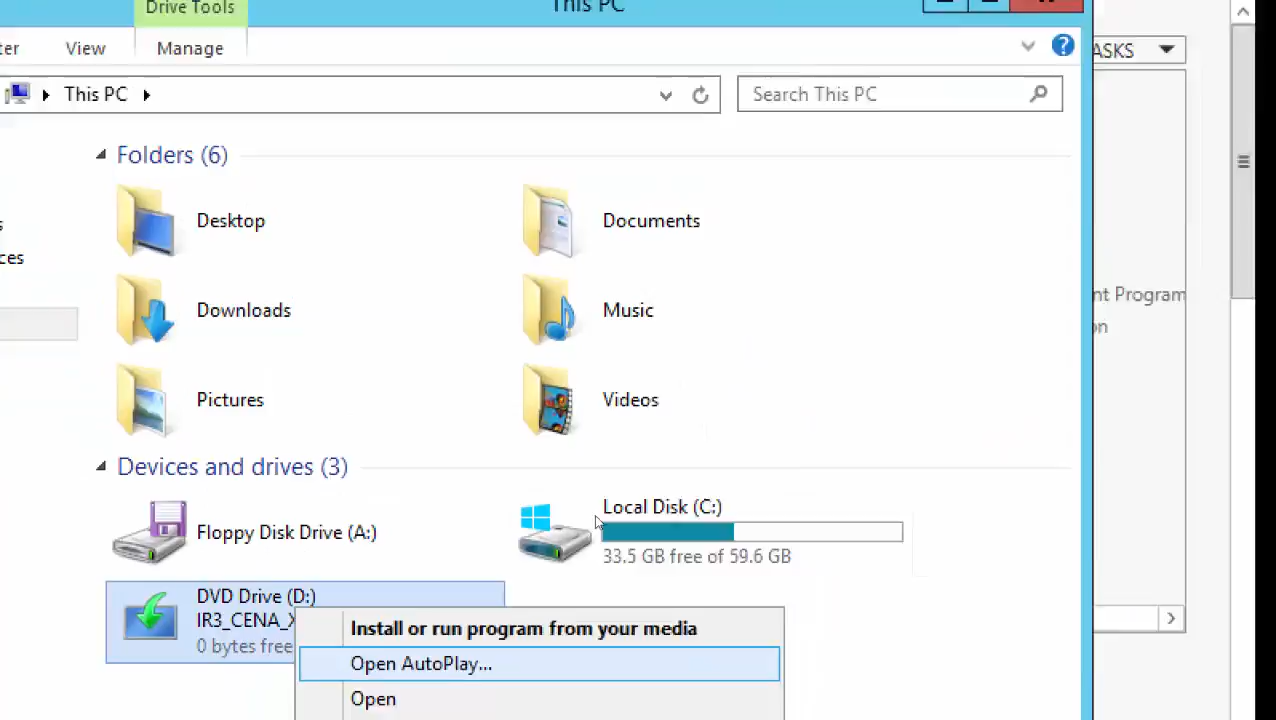 Drive Tools
This PC
View
Manage
ASKS
This PC
Search This PC
Folders (6)
Desktop
Documents
Downloads
Music
Pictures
Videos
nt Program
on
Devices and drives (3)
Floppy Disk Drive (A:)
Local Disk (C:)
33.5 GB free of 59.6 GB
DVD Drive (D:)
IR3_CENA_X
0 bytes free
Install or run program from your media
Open AutoPlay...
Open